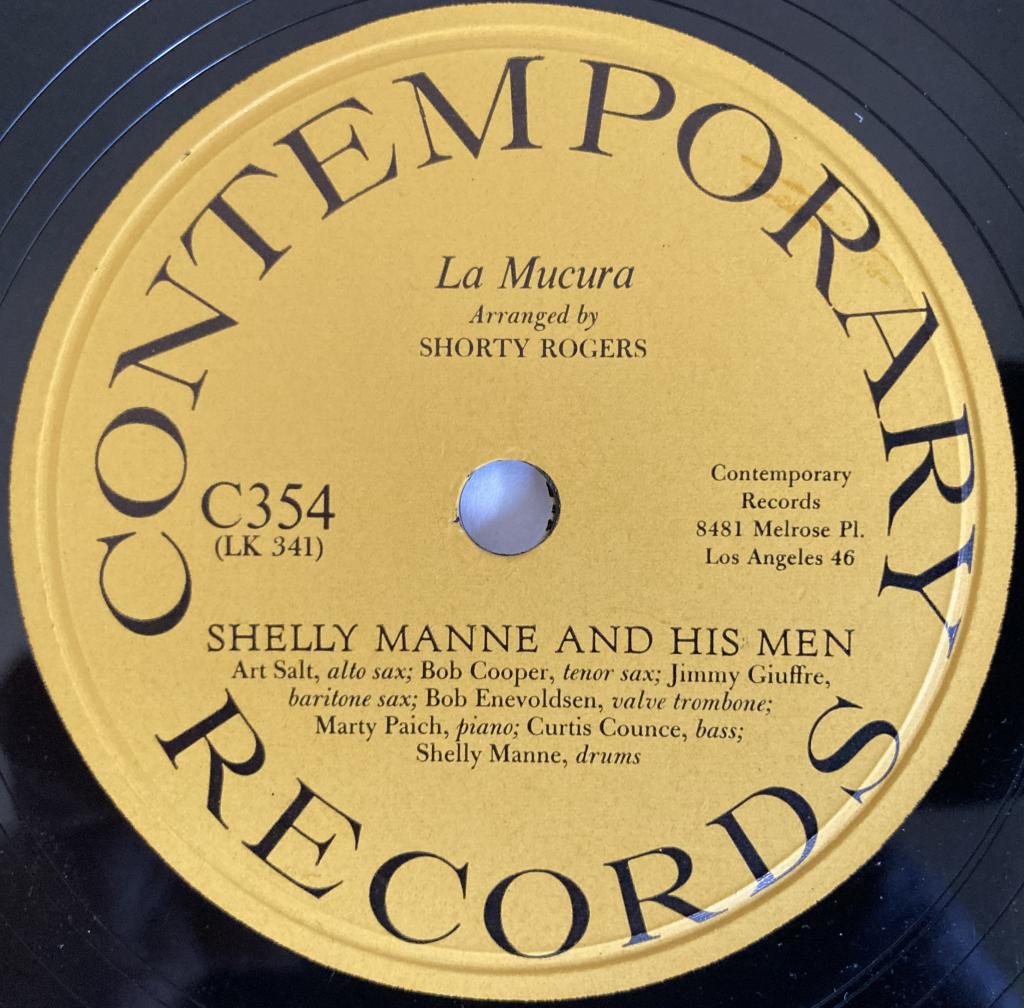 CONTEMPORARY
La Mucura
Arranged by
SHORTY ROGERS
C354
(LK 341)
Contemporary
Records
8481 Melrose Pl.
Los Angeles 46
SHELLY MANNE AND HIS MEN
Art Salt, alto sax; Bob Cooper, tenor sax; Jimmy Giuffre,
baritone sax; Bob Enevoldsen, valve trombone;
Marty Paich, piano; Curtis Counce, bass;
Shelly Manne, drums
RECORDS